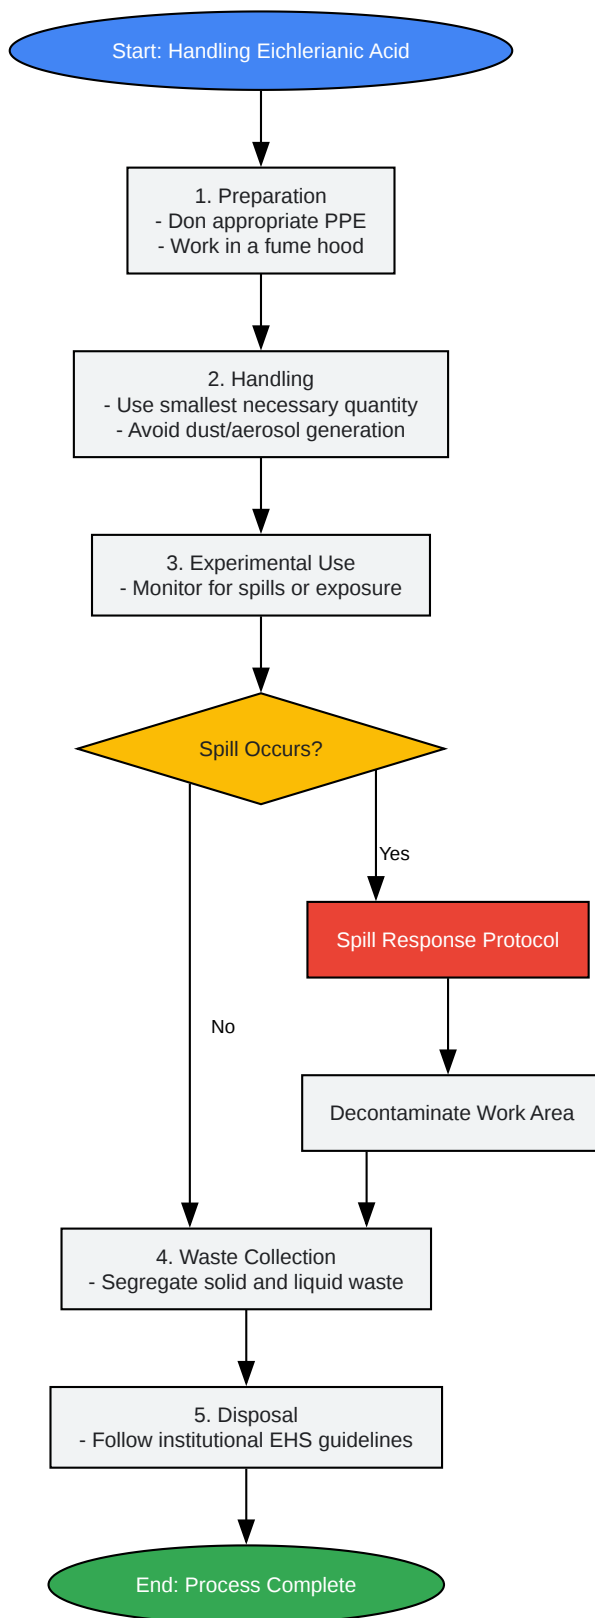 Start: Handling Eichlerianic Acid
1. Preparation
- Don appropriate PPE
- Work in a fume hood
2. Handling
- Use smallest necessary quantity
- Avoid dust/aerosol generation
3. Experimental Use
- Monitor for spills or exposure
Spill Occurs?
Yes
Spill Response Protocol
No
Decontaminate Work Area
4. Waste Collection
- Segregate solid and liquid waste
5. Disposal
- Follow institutional EHS guidelines
End: Process Complete